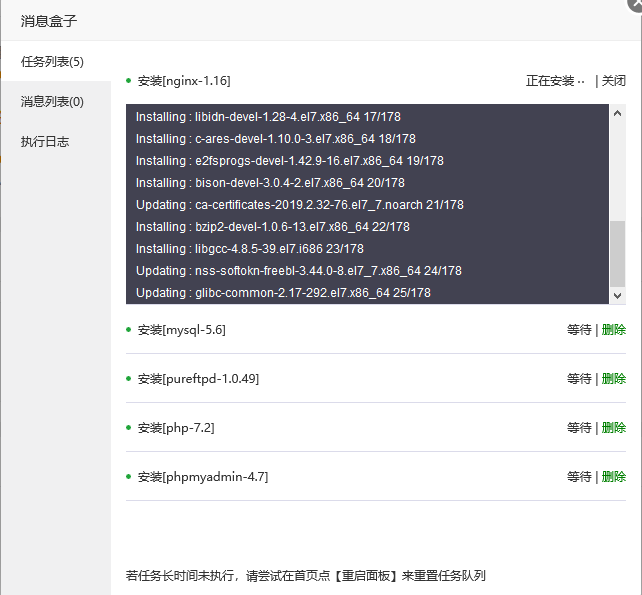 消息盒子
任务列表(5)
消息列表(0)
执行日志
安装[nginx-1.16] 正在安装 ·· | 关闭
Installing : libidn-devel-1.28-4.el7.x86_64 17/178
Installing : c-ares-devel-1.10.0-3.el7.x86_64 18/178
Installing : e2fsprogs-devel-1.42.9-16.el7.x86_64 19/178
Installing : bison-devel-3.0.4-2.el7.x86_64 20/178
Updating : ca-certificates-2019.2.32-76.el7_7.noarch 21/178
Installing : bzip2-devel-1.0.6-13.el7.x86_64 22/178
Installing : libgcc-4.8.5-39.el7.i686 23/178
Updating : nss-softokn-freebl-3.44.0-8.el7_7.x86_64 24/178
Updating : glibc-common-2.17-292.el7.x86_64 25/178
安装[mysql-5.6] 等待 | 删除
安装[pureftpd-1.0.49] 等待 | 删除
安装[php-7.2] 等待 | 删除
安装[phpmyadmin-4.7] 等待 | 删除
若任务长时间未执行，请尝试在首页点【重启面板】来重置任务队列